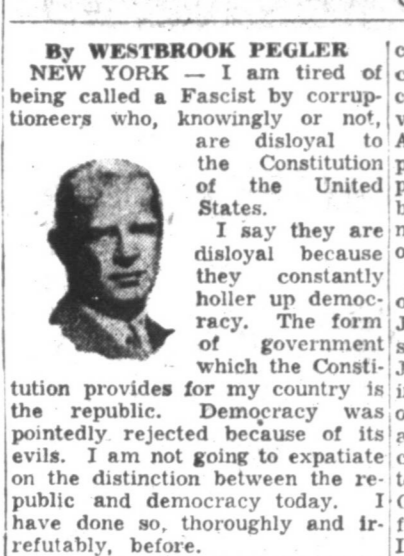 By WESTBROOK PEGLER
NEW YORK — I am tired of
being called a Fascist by corrup-
tioneers who, knowingly or not,
are disloyal to
the Constitution
of the United
States.
I say they are
disloyal because
they constantly
holler up democ-
racy. The form
of government
which the Consti-
tution provides for my country is
the republic. Democracy was
pointedly rejected because of its
evils. I am not going to expatiate
on the distinction between the re-
public and democracy today. I
have done so, thoroughly and ir-
refutably, before.